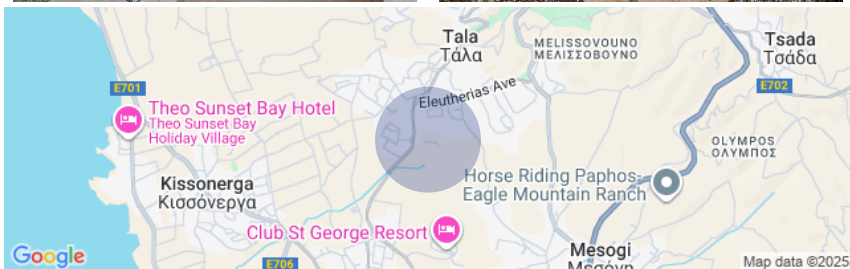 Tala
Τάλα
MELISSOVOUNO
ΜΕΛΙΣΣΟΒΟΥΝΟ
Tsada
Τσάδα
E701
E702
Eleutherias Ave
Theo Sunset Bay Hotel
Theo Sunset Bay
Holiday Village
OLYMPOS
ΟΛΥΜΠΟΣ
Kissonerga
Κισσόνεργα
Horse Riding Paphos-
Eagle Mountain Ranch
Club St George Resort
Mesogi
Μεσόγη
Google
E706
Map data ©2025